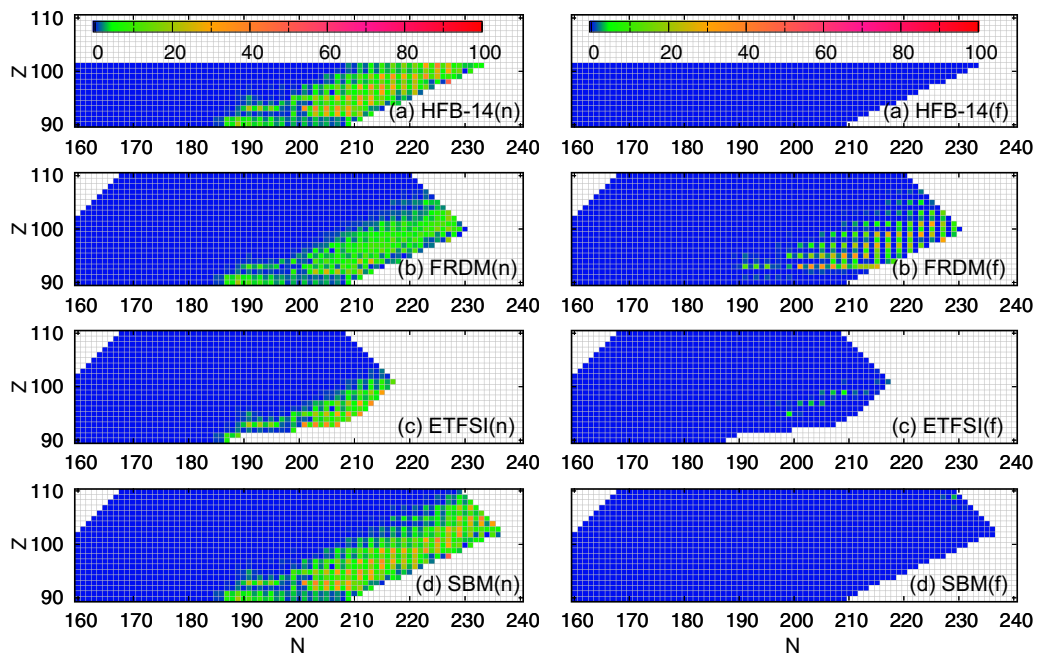 110 0 20 40 60 80 100 0 20 40 60 80 100
Z 100
90 (a) HFB-14(n) (a) HFB-14(f)
160 170 180 190 200 210 220 230 240 160 170 180 190 200 210 220 230 240
110
Z 100
90 (b) FRDM(n) (b) FRDM(f)
160 170 180 190 200 210 220 230 240 160 170 180 190 200 210 220 230 240
110
Z 100
90 (c) ETFSI(n) (c) ETFSI(f)
160 170 180 190 200 210 220 230 240 160 170 180 190 200 210 220 230 240
110
Z 100
90 (d) SBM(n) (d) SBM(f)
160 170 180 190 200 210 220 230 240 160 170 180 190 200 210 220 230 240
N N